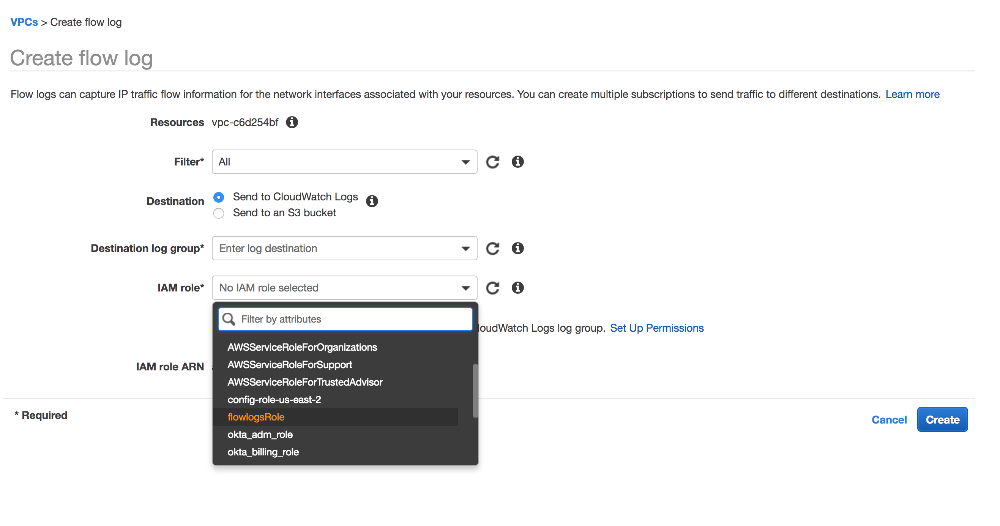 VPCs > Create flow log
Create flow log
Flow logs can capture IP traffic flow information for the network interfaces associated with your resources. You can create multiple subscriptions to send traffic to different destinations. Learn more
Resources vpc-c6d254bf
Filter* All
Destination Send to CloudWatch Logs
Send to an S3 bucket
Destination log group* Enter log destination
IAM role* No IAM role selected
Filter by attributes
loudWatch Logs log group. Set Up Permissions
AWSServiceRoleForOrganizations
AWSServiceRoleForSupport
IAM role ARN
AWSServiceRoleForTrustedAdvisor
config-role-us-east-2
flowlogsRole
okta_adm_role
okta_billing_role
* Required
Cancel Create